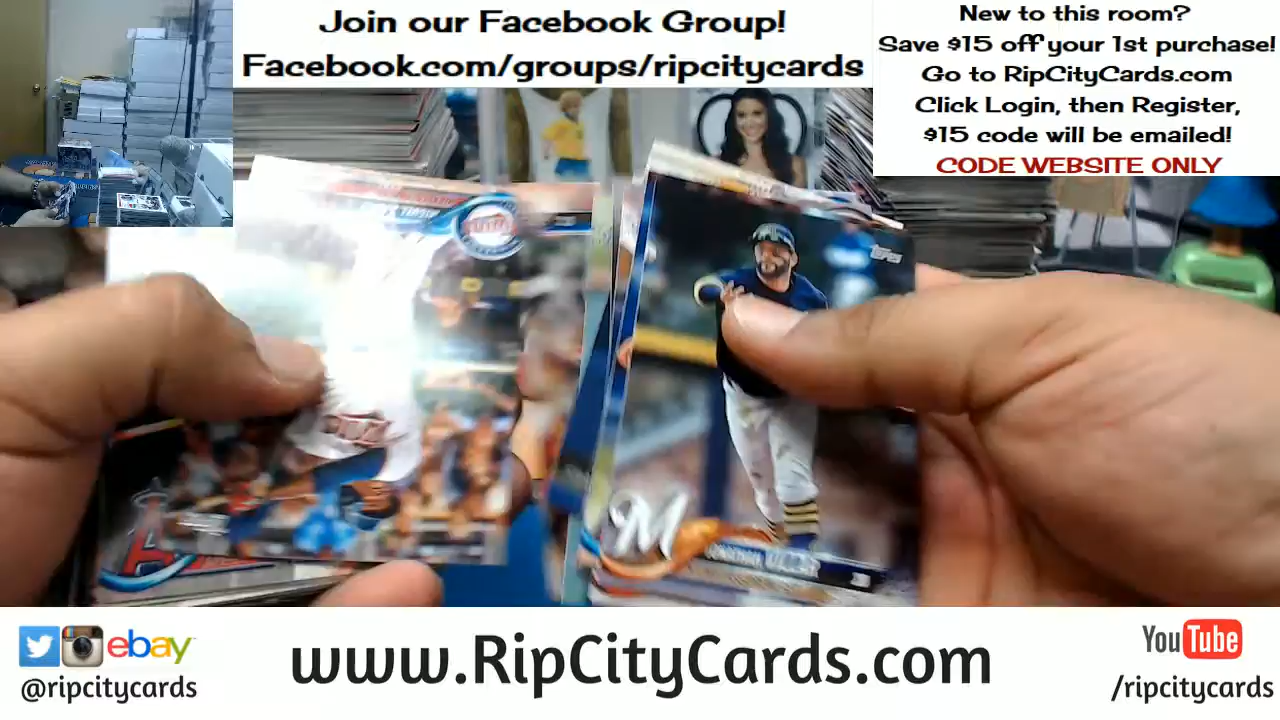 Join our Facebook Group!
Facebook.com/groups/ripcitycards
New to this room?
Save $15 off your 1st purchase!
Go to RipCityCards.com
Click Login, then Register,
$15 code will be emailed!
CODE WEBSITE ONLY
TOPPS
M
ebay
@ripcitycards
www.RipCityCards.com
YouTube
/ripcitycards